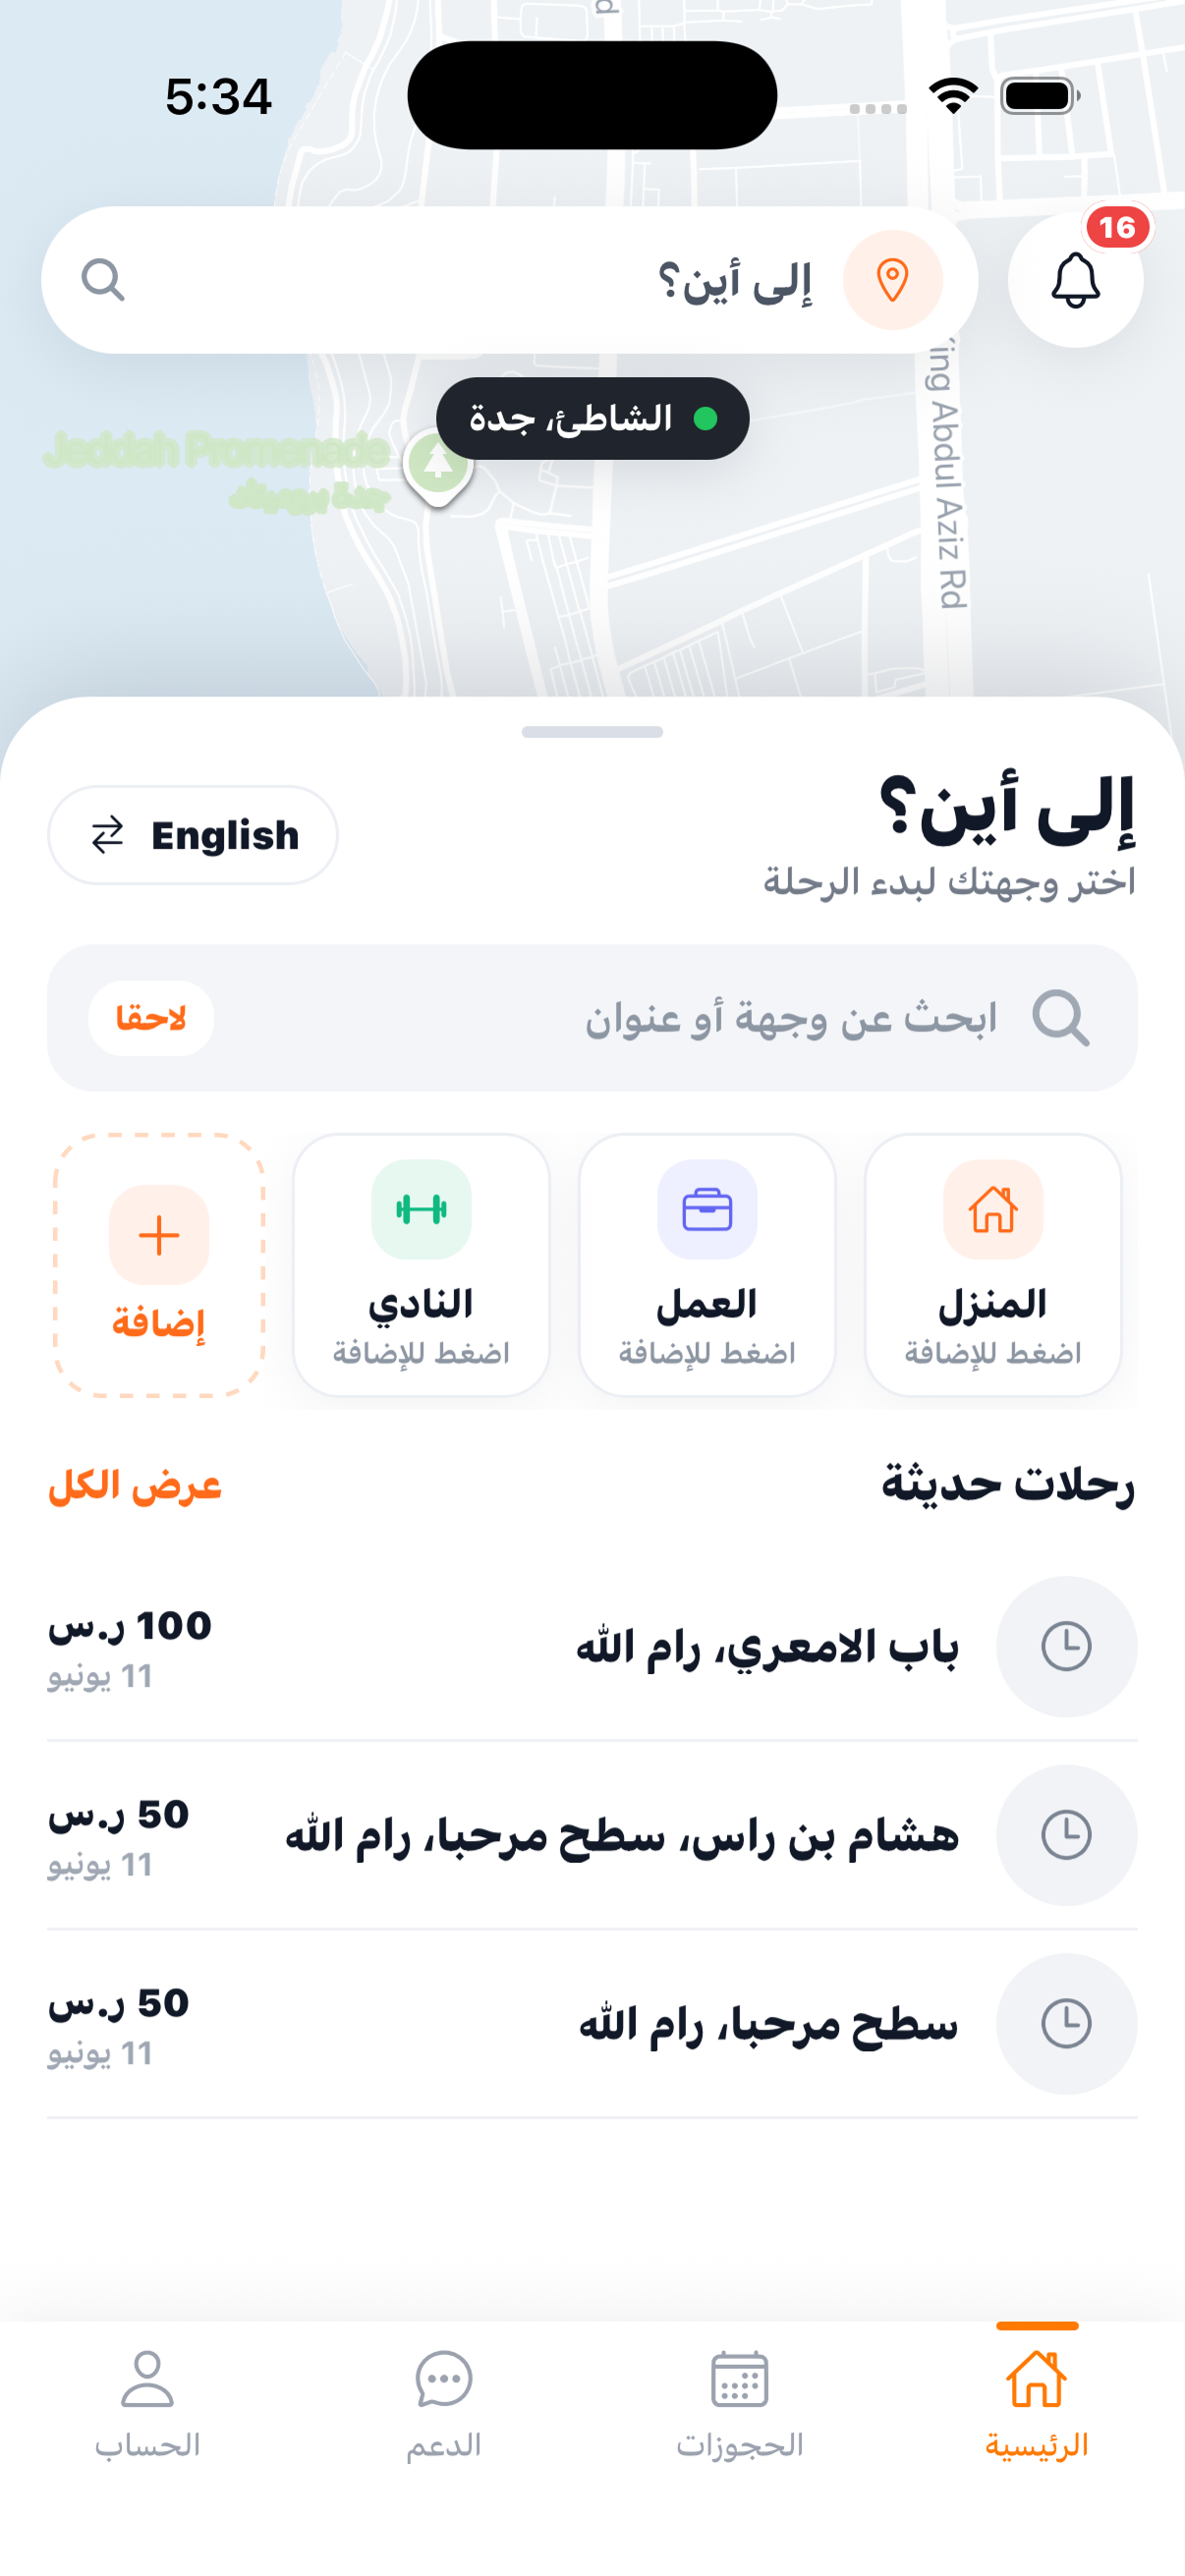 5:34
16
إلى أين؟
الشاطئ، جدة
Jeddah Promenade
King Abdul Aziz Rd
إلى أين؟
English
اختر وجهتك لبدء الرحلة
ابحث عن وجهة أو عنوان
لاحقا
المنزل
اضغط للإضافة
العمل
اضغط للإضافة
النادي
اضغط للإضافة
إضافة
رحلات حديثة
عرض الكل
باب الامعري، رام الله
100 ر.س
11 يونيو
هشام بن راس، سطح مرحبا، رام الله
50 ر.س
11 يونيو
سطح مرحبا، رام الله
50 ر.س
11 يونيو
الرئيسية
الحجوزات
الدعم
الحساب